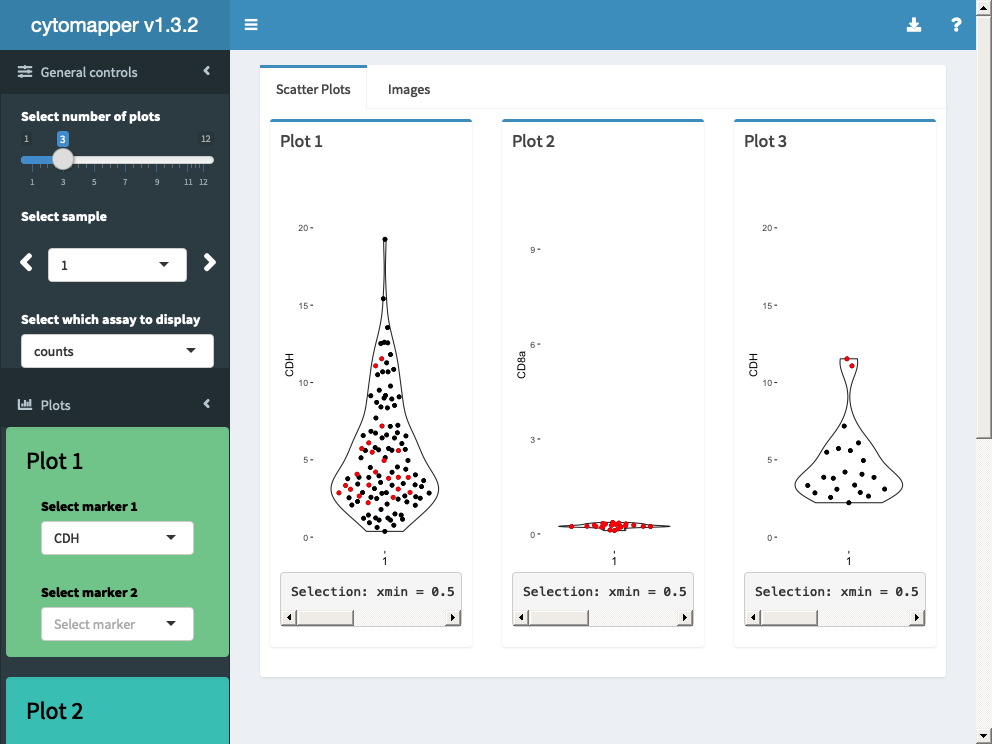 cytomapper v1.3.2
General controls
Select number of plots
1 3 12
1 3 5 7 9 11 12
Select sample
1
Select which assay to display
counts
Plots
Plot 1
Select marker 1
CDH
Select marker 2
Select marker
Plot 2
Scatter Plots Images
Plot 1
20
15
10
5
0
CDH
1
Selection: xmin = 0.5
Plot 2
9
6
3
0
CD8a
1
Selection: xmin = 0.5
Plot 3
20
15
10
5
0
CDH
1
Selection: xmin = 0.5